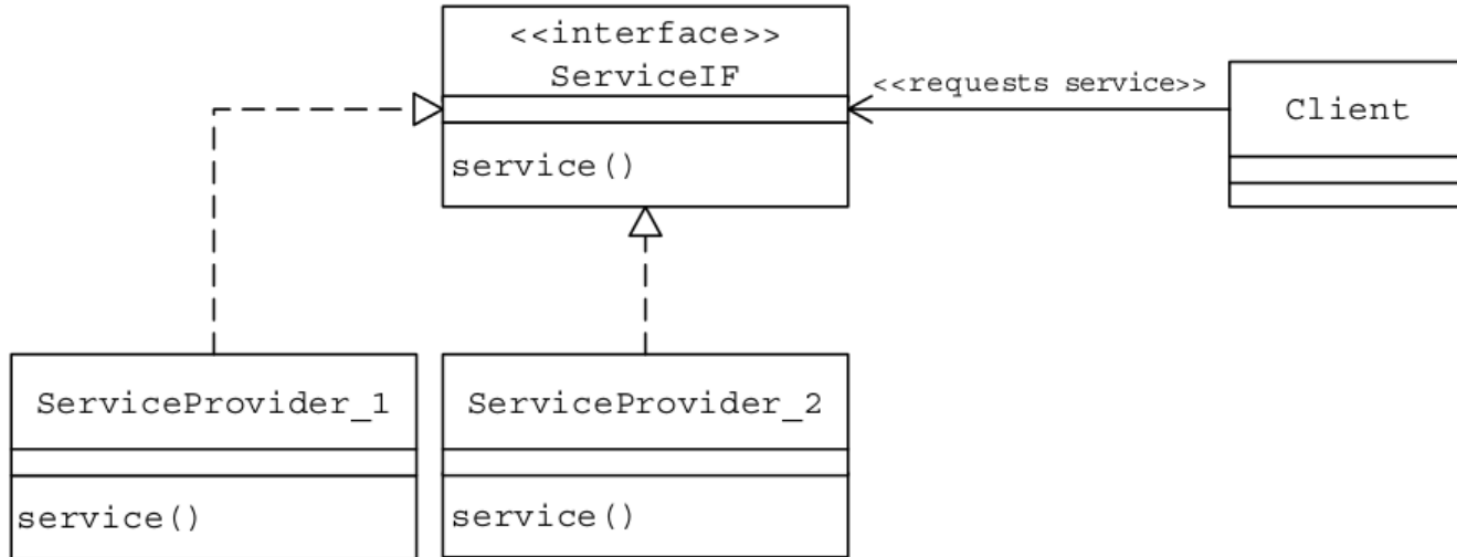 <<interface>>
ServiceIF
service()
<<requests service>>
Client
ServiceProvider_1
service()
ServiceProvider_2
service()